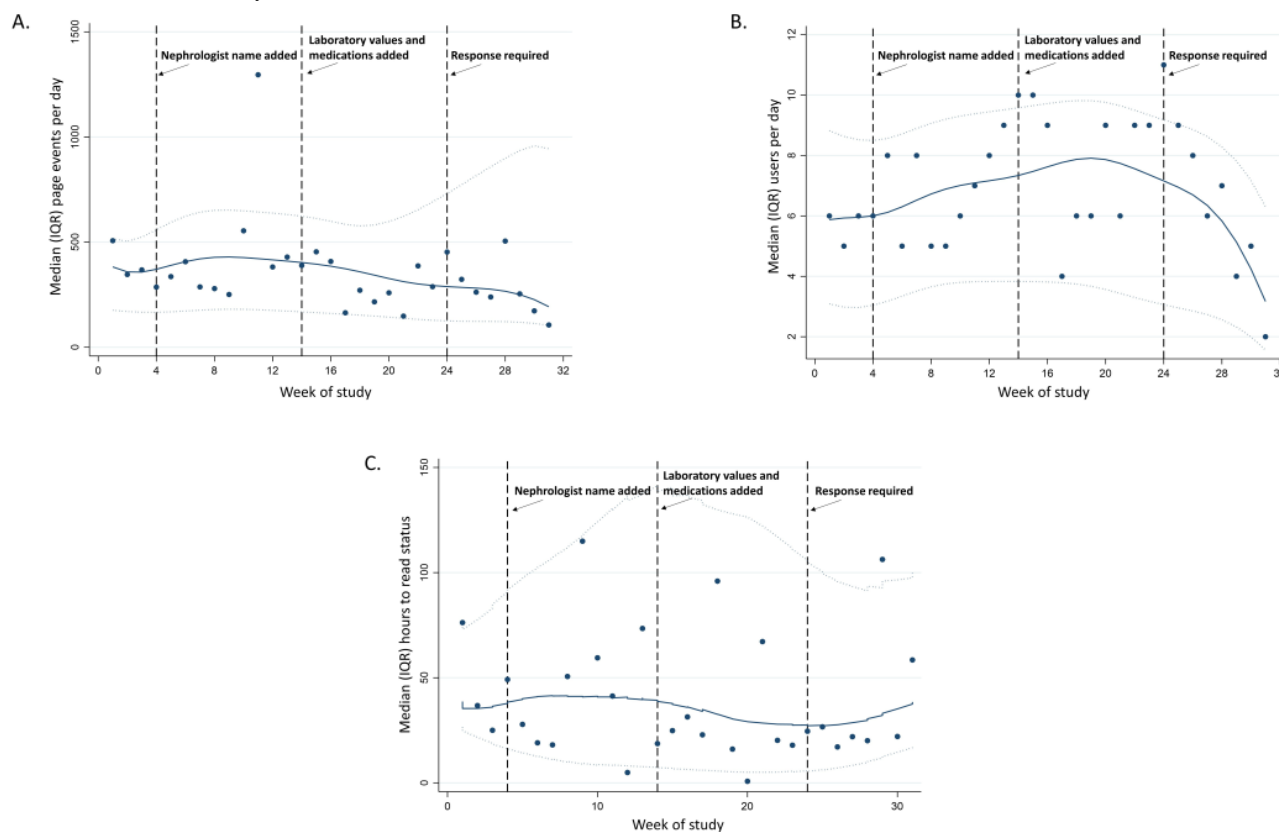 A.
Median (IQR) page events per day
1500
1000
500
0
Nephrologist name added
Laboratory values and
medications added
Response required
0 4 8 12 16 20 24 28 32
Week of study
B.
Median (IQR) users per day
12
10
8
6
4
2
Nephrologist name added
Laboratory values and
medications added
Response required
0 4 8 12 16 20 24 28
Week of study
C.
Median (IQR) hours to read status
150
100
50
0
Nephrologist name added
Laboratory values and
medications added
Response required
0 10 20 30
Week of study